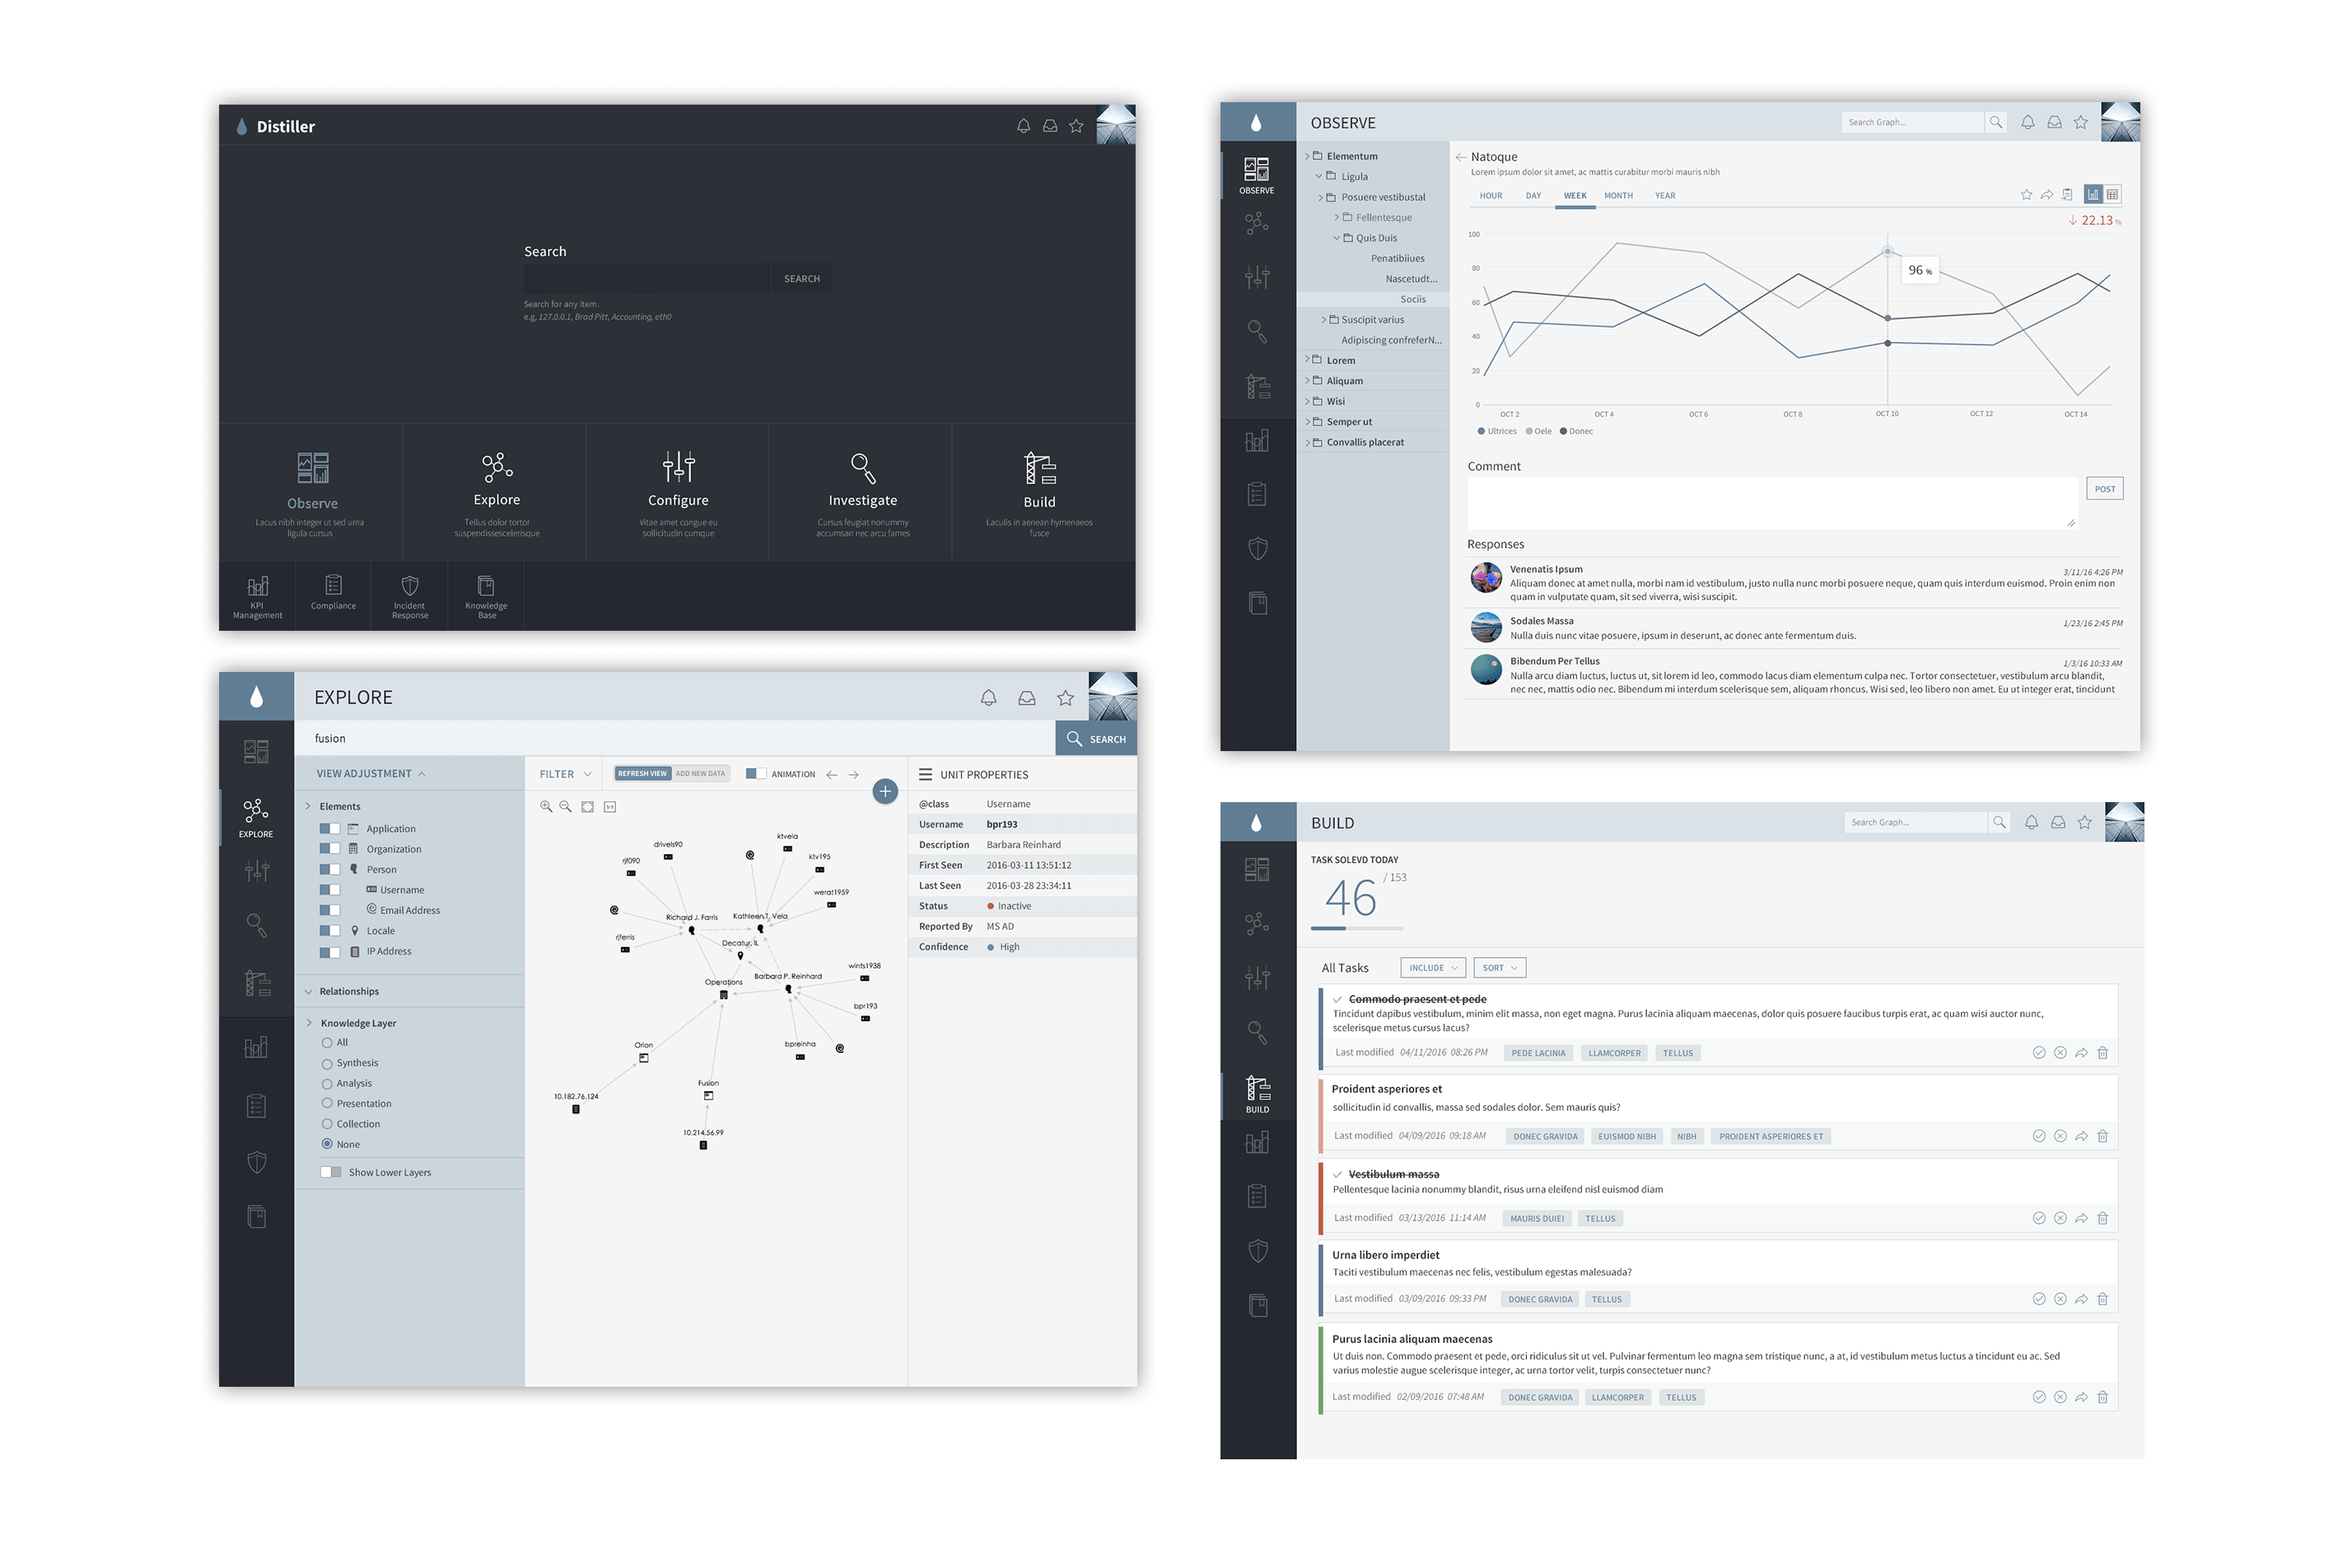 Distiller
Search
SEARCH
Search for any item.
e.g, 127.0.0.1, Brad Pitt, Accounting, eth0
Observe
Lacus nibh integer ut sed urna
ligula cursus
Explore
Tellus dolor tortor
suspendissescelerisque
Configure
Vitae amet congue eu
sollicitudin cumque
Investigate
Cursus feugiat nonummy
accumsan nec arcu fames
Build
Laculis in aenean hymenaeos
fusce
KPI
Management
Compliance
Incident
Response
Knowledge
Base
OBSERVE
Search Graph...
OBSERVE
Elementum
Ligula
Posuere vestibustal
Fellentesque
Quis Duis
Penatibiiues
Nascetudt...
Sociis
Suscipit varius
Adipiscing confreferN...
Lorem
Aliquam
Wisi
Semper ut
Convallis placerat
Natoque
Lorem ipsum dolor sit amet, ac mattis curabitur morbi mauris nibh
HOUR DAY WEEK MONTH YEAR
22.13 %
100
80
60
40
20
0
96 %
OCT 2 OCT 4 OCT 6 OCT 8 OCT 10 OCT 12 OCT 14
Ultrices Oele Donec
Comment
POST
Responses
Venenatis Ipsum 3/11/16 4:26 PM
Aliquam donec at amet nulla, morbi nam id vestibulum, justo nulla nunc morbi posuere neque, quam quis interdum euismod. Proin enim non
quam in vulputate quam, sit sed viverra, wisi suscipit.
Sodales Massa 1/23/16 2:45 PM
Nulla duis nunc vitae posuere, ipsum in deserunt, ac donec ante fermentum duis.
Bibendum Per Tellus 1/3/16 10:33 AM
Nulla arcu diam luctus, luctus ut, sit lorem id leo, commodo lacus diam elementum culpa nec. Tortor consectetuer, vestibulum arcu blandit,
nec nec, mattis odio nec. Bibendum mi interdum scelerisque sem, aliquam rhoncus. Wisi sed, leo libero non amet. Eu ut integer erat, tincidunt
EXPLORE
fusion
SEARCH
EXPLORE
VIEW ADJUSTMENT
Elements
Application
Organization
Person
Username
Email Address
Locale
IP Address
Relationships
Knowledge Layer
All
Synthesis
Analysis
Presentation
Collection
None
Show Lower Layers
FILTER REFRESH VIEW ADD NEW DATA ANIMATION
1:1
ktvela
drivels90
ktv195
rjf090
werat1959
Richard J. Farris
Kathleen T. Vela
rjferris
Decatur, IL
wints1938
Barbara P. Reinhard
Operations
bpr193
Orion
bpreinha
Fusion
10.182.76.124
10.214.56.99
UNIT PROPERTIES
@class Username
Username bpr193
Description Barbara Reinhard
First Seen 2016-03-11 13:51:12
Last Seen 2016-03-28 23:34:11
Status Inactive
Reported By MS AD
Confidence High
BUILD
Search Graph...
BUILD
TASK SOLEVD TODAY
46 / 153
All Tasks INCLUDE SORT
Commodo praesent et pede
Tincidunt dapibus vestibulum, minim elit massa, non eget magna. Purus lacinia aliquam maecenas, dolor quis posuere faucibus turpis erat, ac quam wisi auctor nunc,
scelerisque metus cursus lacus?
Last modified 04/11/2016 08:26 PM PEDE LACINIA LLAMCORPER TELLUS
Proident asperiores et
sollicitudin id convallis, massa sed sodales dolor. Sem mauris quis?
Last modified 04/09/2016 09:18 AM DONEC GRAVIDA EUISMOD NIBH NIBH PROIDENT ASPERIORES ET
Vestibulum massa
Pellentesque lacinia nonummy blandit, risus urna eleifend nisl euismod diam
Last modified 03/13/2016 11:14 AM MAURIS DUIEI TELLUS
Urna libero imperdiet
Taciti vestibulum maecenas nec felis, vestibulum egestas malesuada?
Last modified 03/09/2016 09:33 PM DONEC GRAVIDA TELLUS
Purus lacinia aliquam maecenas
Ut duis non. Commodo praesent et pede, orci ridiculus sit ut vel. Pulvinar fermentum leo magna sem tristique nunc, a at, id vestibulum metus luctus a tincidunt eu ac. Sed
varius molestie augue scelerisque integer, ac urna tortor velit, turpis consectetuer nunc?
Last modified 02/09/2016 07:48 AM DONEC GRAVIDA LLAMCORPER TELLUS